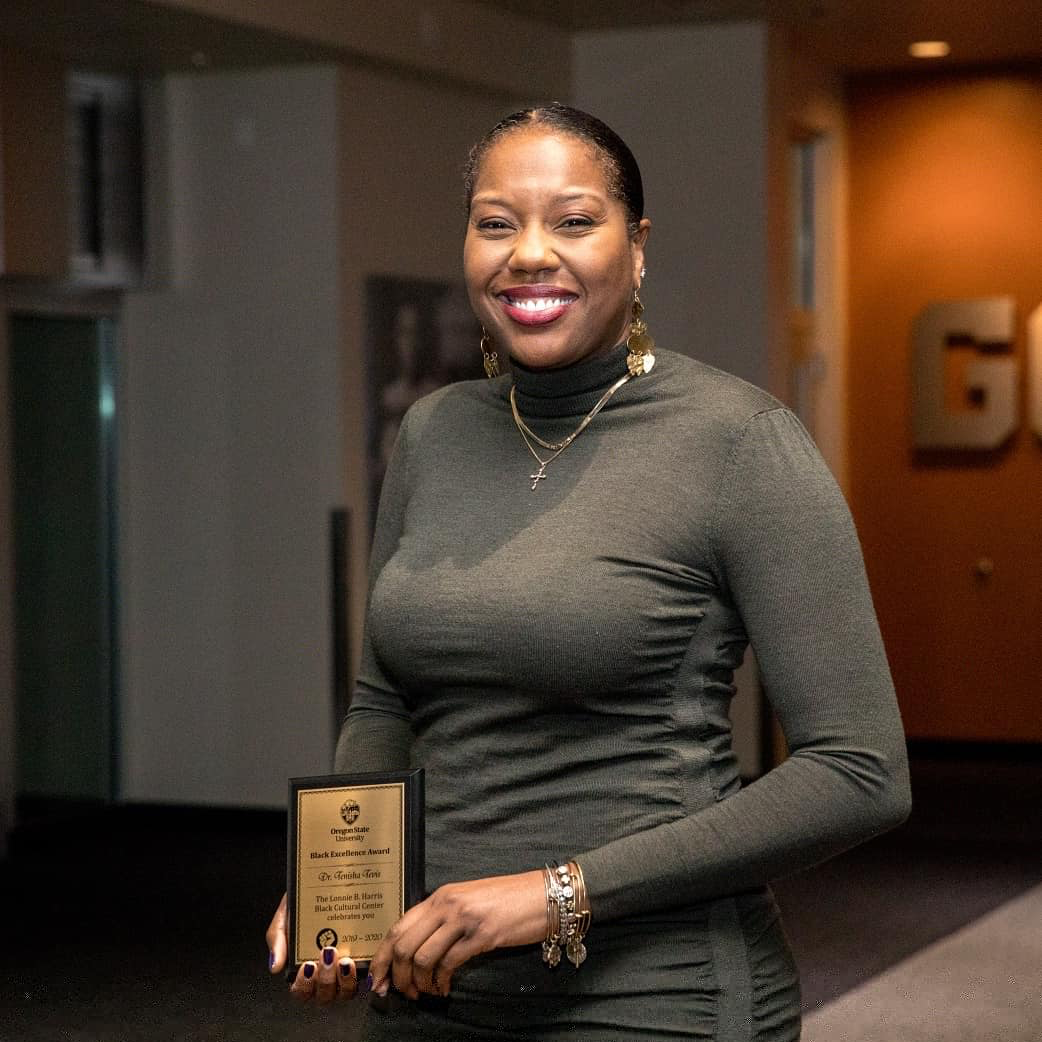 Oregon State
University
Black Excellence Award
Dr. Tenisha Tevis
The Lonnie B. Harris
Black Cultural Center
celebrates you
2019 – 2020
GO